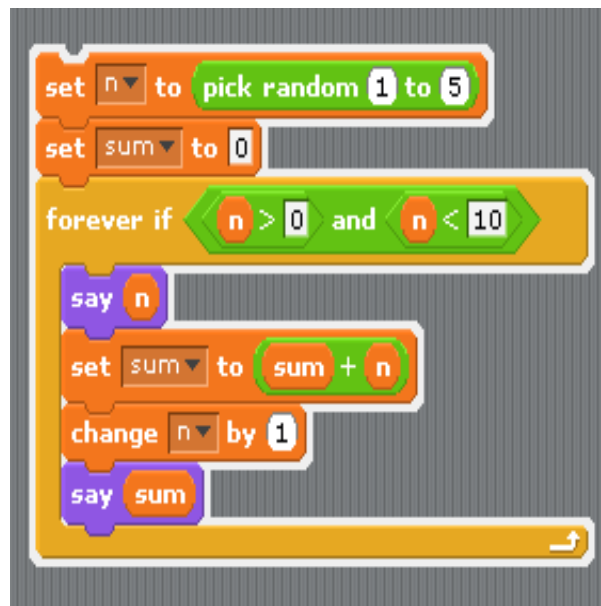 set n to pick random 1 to 5
set sum to 0
forever if n > 0 and n < 10
say n
set sum to sum + n
change n by 1
say sum